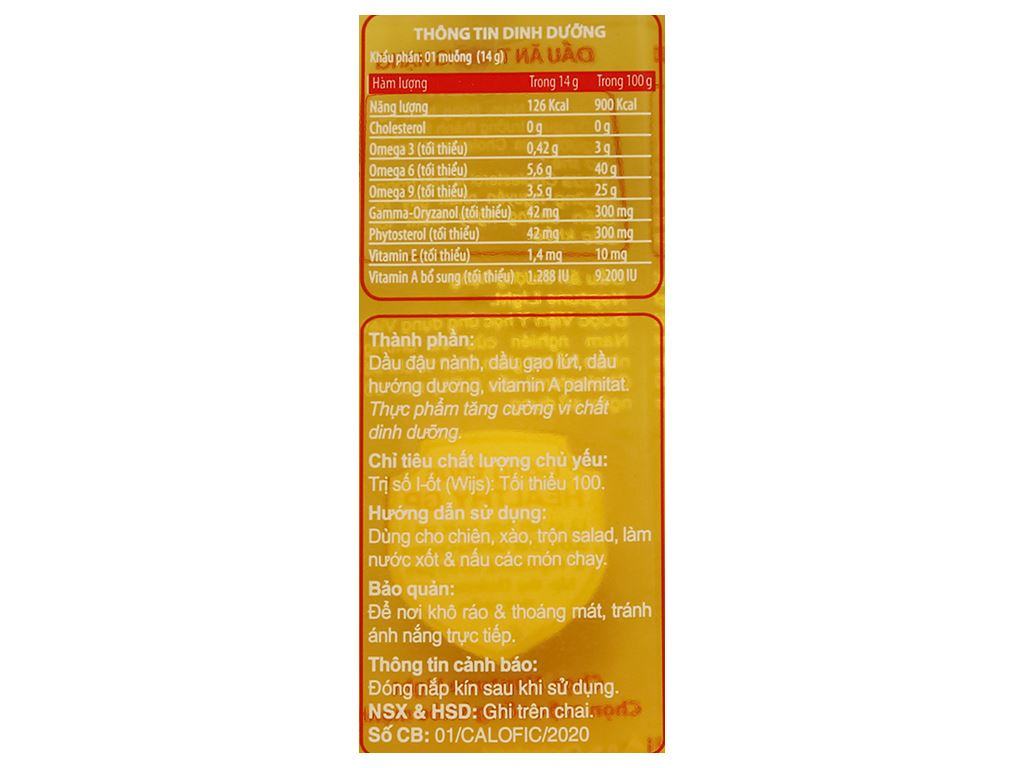 THÔNG TIN DINH DƯỠNG
Khẩu phần: 01 muỗng (14 g)
Hàm lượng Trong 14 g Trong 100 g
Năng lượng 126 Kcal 900 Kcal
Cholesterol 0 g 0 g
Omega 3 (tối thiểu) 0,42 g 3 g
Omega 6 (tối thiểu) 5,6 g 40 g
Omega 9 (tối thiểu) 3,5 g 25 g
Gamma-Oryzanol (tối thiểu) 42 mg 300 mg
Phytosterol (tối thiểu) 42 mg 300 mg
Vitamin E (tối thiểu) 1,4 mg 10 mg
Vitamin A bổ sung (tối thiểu) 1.288 IU 9.200 IU
Thành phần:
Dầu đậu nành, dầu gạo lứt, dầu
hướng dương, vitamin A palmitat.
Thực phẩm tăng cường vi chất
dinh dưỡng.
Chỉ tiêu chất lượng chủ yếu:
Trị số I-ốt (Wijs): Tối thiểu 100.
Hướng dẫn sử dụng:
Dùng cho chiên, xào, trộn salad, làm
nước xốt & nấu các món chay.
Bảo quản:
Để nơi khô ráo & thoáng mát, tránh
ánh nắng trực tiếp.
Thông tin cảnh báo:
Đóng nắp kín sau khi sử dụng.
NSX & HSD: Ghi trên chai.
Số CB: 01/CALOFIC/2020